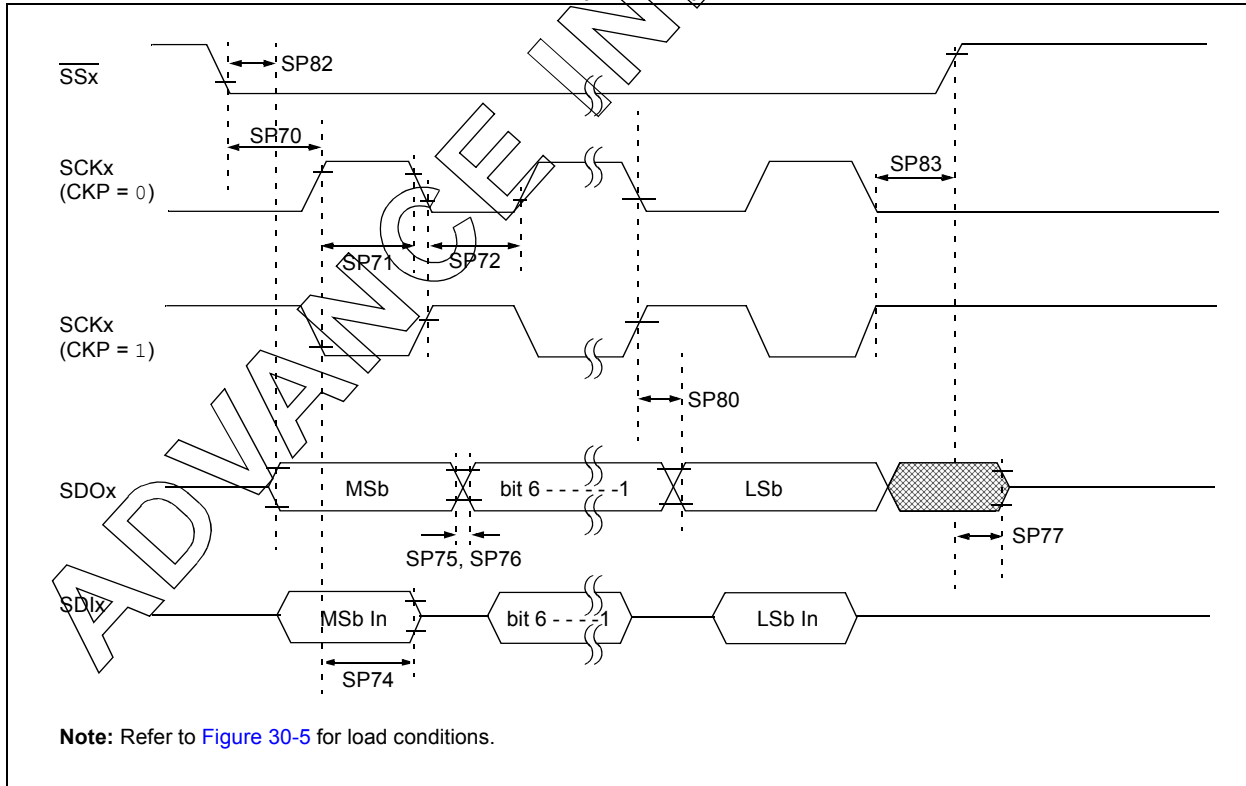 SSx
SP82
SP70
SCKx
(CKP = 0)
SP83
SP71
SP72
SCKx
(CKP = 1)
SP80
SDOx
MSb
bit 6 - - - - - -1
LSb
SP75, SP76
SP77
SDIx
MSb In
bit 6 - - - -1
LSb In
SP74
Note: Refer to Figure 30-5 for load conditions.
ADVANCE IN